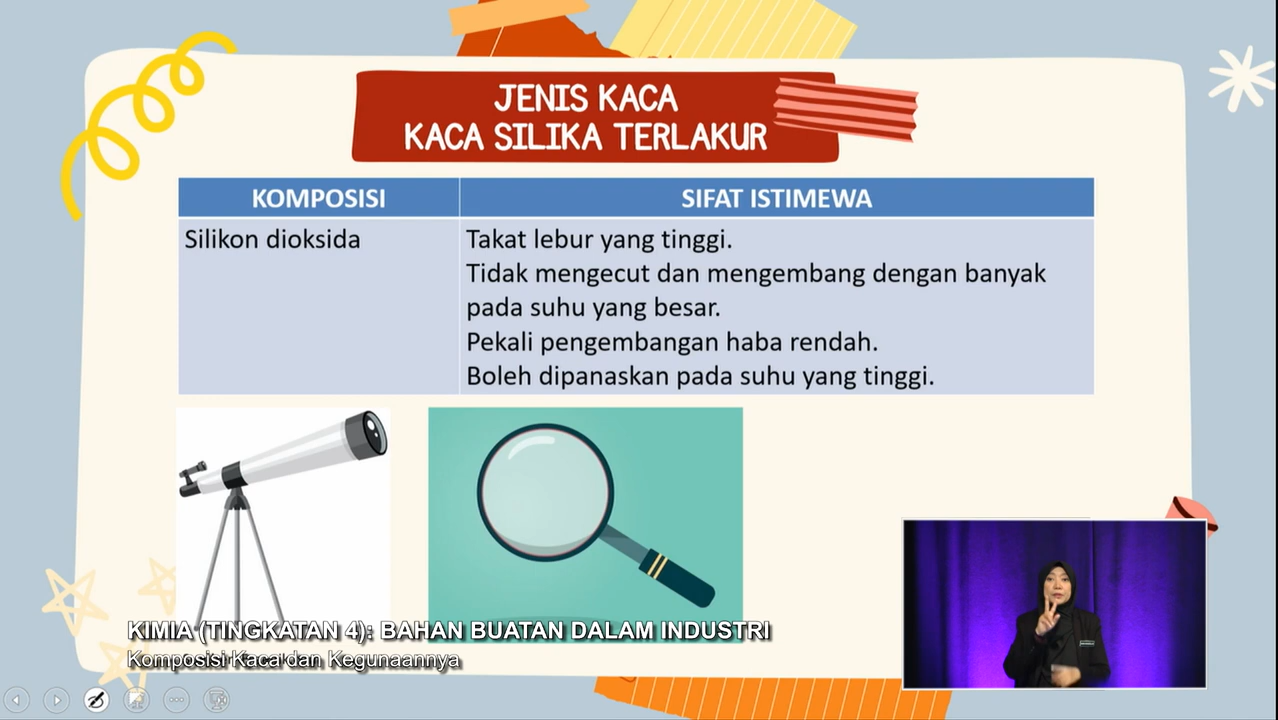 JENIS KACA
KACA SILIKA TERLAKUR
KOMPOSISI
SIFAT ISTIMEWA
Silikon dioksida
Takat lebur yang tinggi.
Tidak mengecut dan mengembang dengan banyak
pada suhu yang besar.
Pekali pengembangan haba rendah.
Boleh dipanaskan pada suhu yang tinggi.
KIMIA (TINGKATAN 4): BAHAN BUATAN DALAM INDUSTRI
Komposisi Kaca dan Kegunaannya